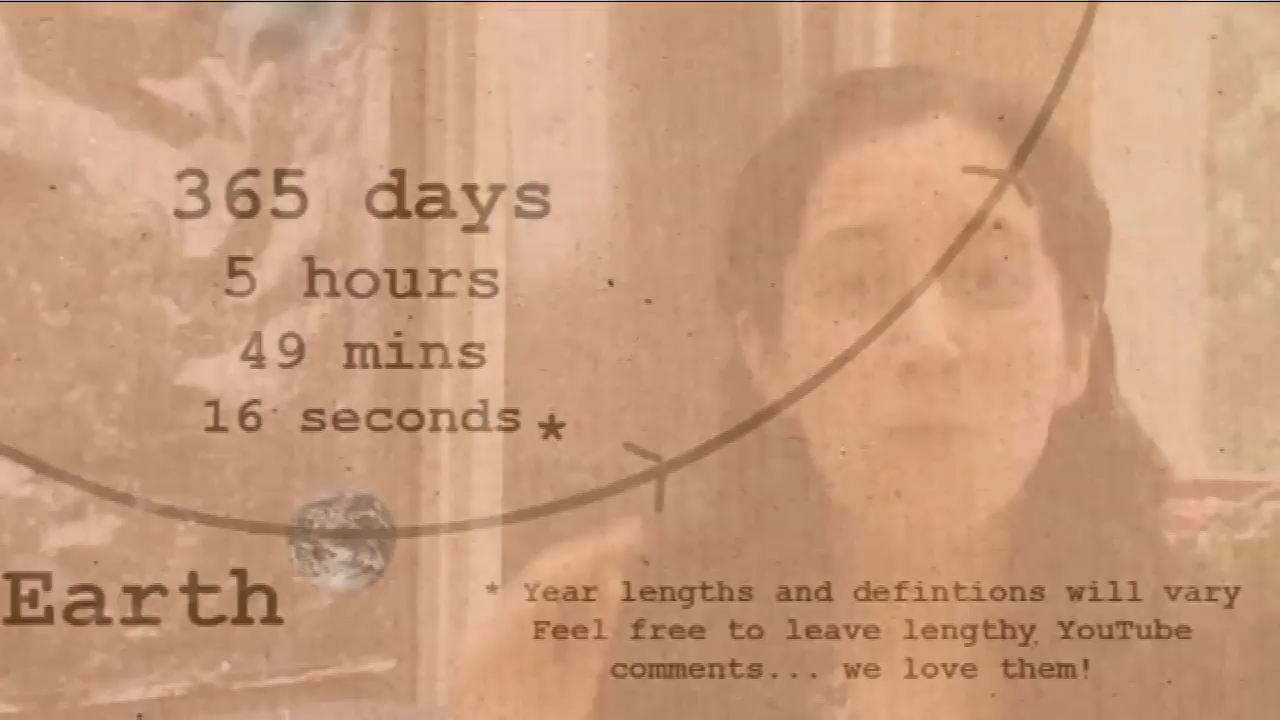 365 days
5 hours
49 mins
16 seconds *
Earth
* Year lengths and defintions will vary
Feel free to leave lengthy YouTube
comments... we love them!